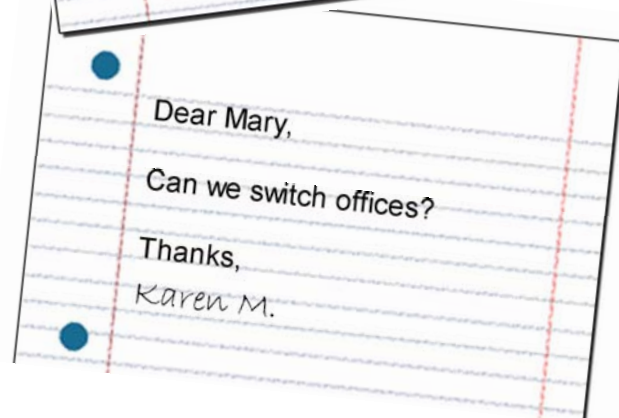 Dear Mary,
Can we switch offices?
Thanks,
Karen M.